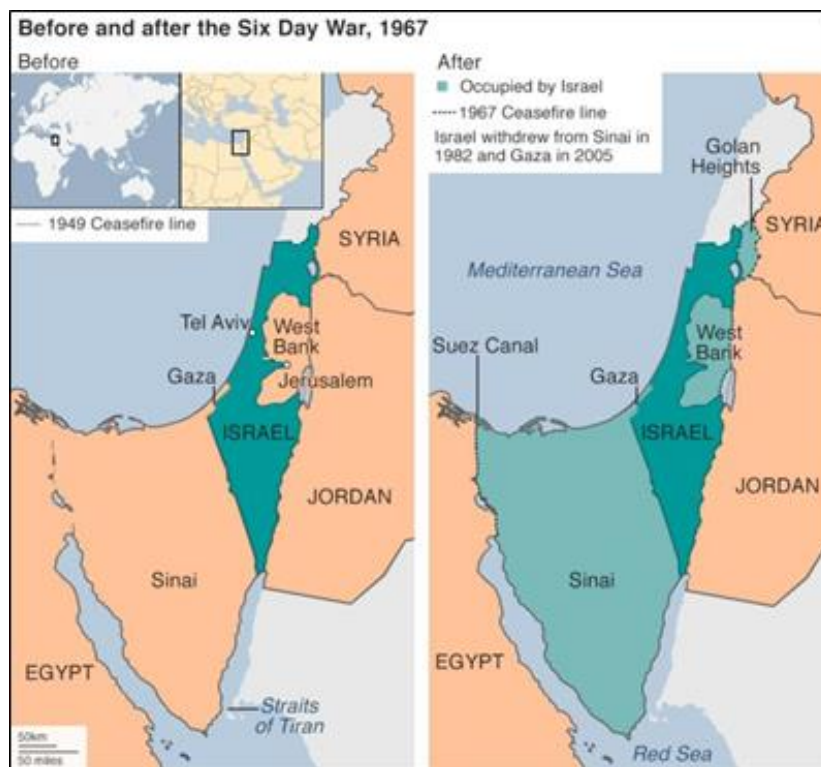 Before and after the Six Day War, 1967
Before
1949 Ceasefire line
SYRIA
Tel Aviv
West
Bank
Gaza
Jerusalem
ISRAEL
JORDAN
Sinai
EGYPT
Straits
of Tiran
50km
50 miles
After
Occupied by Israel
1967 Ceasefire line
Israel withdrew from Sinai in
1982 and Gaza in 2005
Golan
Heights
SYRIA
Mediterranean Sea
Suez Canal
West
Bank
Gaza
ISRAEL
JORDAN
Sinai
EGYPT
Red Sea